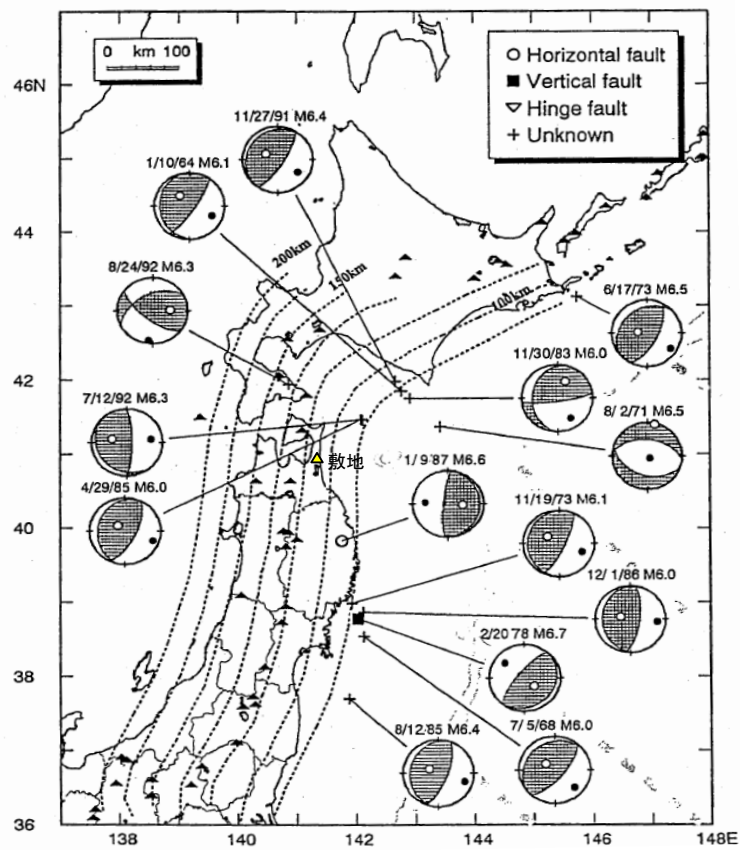 0 km 100
Horizontal fault
Vertical fault
Hinge fault
Unknown
46N
44
42
40
38
36
138
140
142
144
146
148E
11/27/91 M6.4
1/10/64 M6.1
200km
150km
100km
8/24/92 M6.3
6/17/73 M6.5
11/30/83 M6.0
7/12/92 M6.3
8/ 2/71 M6.5
敷地
1/ 9 87 M6.6
4/29/85 M6.0
11/19/73 M6.1
12/ 1/86 M6.0
2/20 78 M6.7
8/12/85 M6.4
7/ 5/68 M6.0